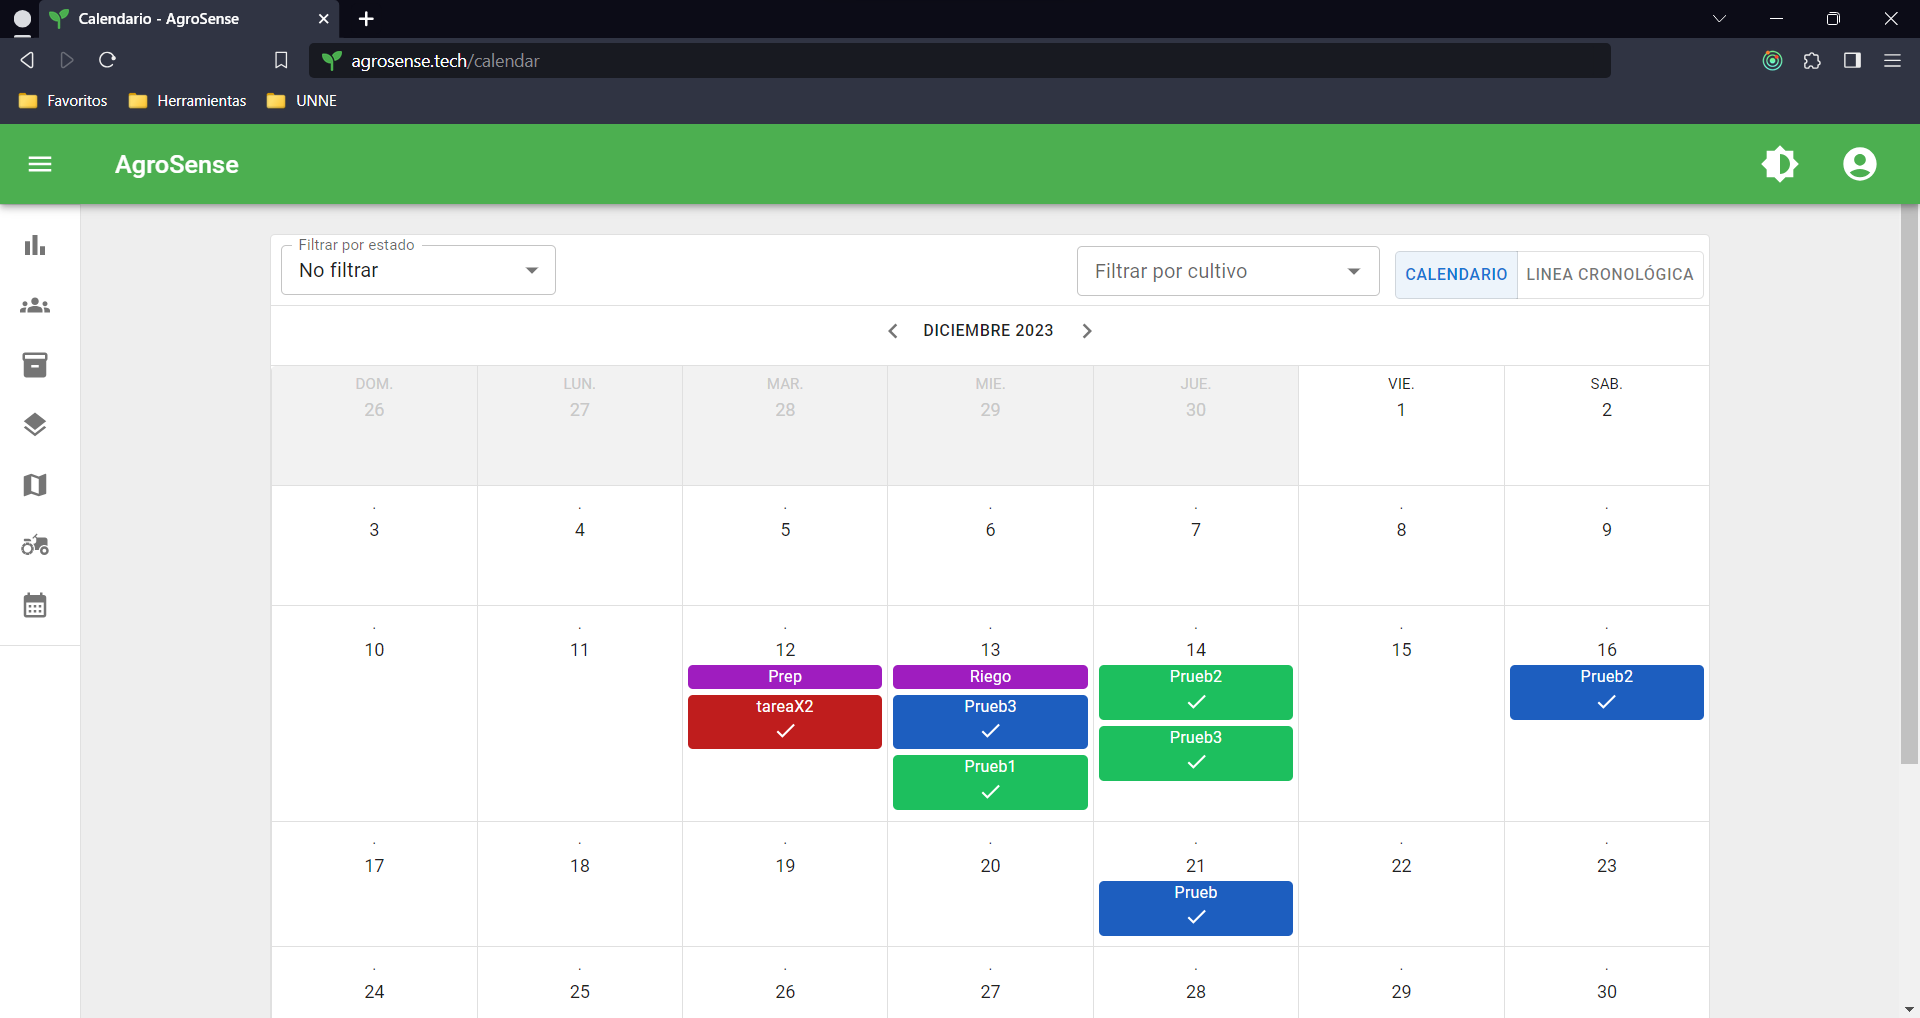 Calendario - AgroSense
agrosense.tech/calendar
Favoritos Herramientas UNNE
AgroSense
Filtrar por estado
No filtrar
Filtrar por cultivo
CALENDARIO LINEA CRONOLÓGICA
DICIEMBRE 2023
DOM. LUN. MAR. MIE. JUE. VIE. SAB.
26 27 28 29 30 1 2
. . . . . . .
3 4 5 6 7 8 9
. . . . . . .
10 11 12 13 14 15 16
Prep Riego Prueb2 Prueb2
tareaX2 Prueb3 Prueb3
Prueb1
. . . . . . .
17 18 19 20 21 22 23
Prueb
. . . . . . .
24 25 26 27 28 29 30